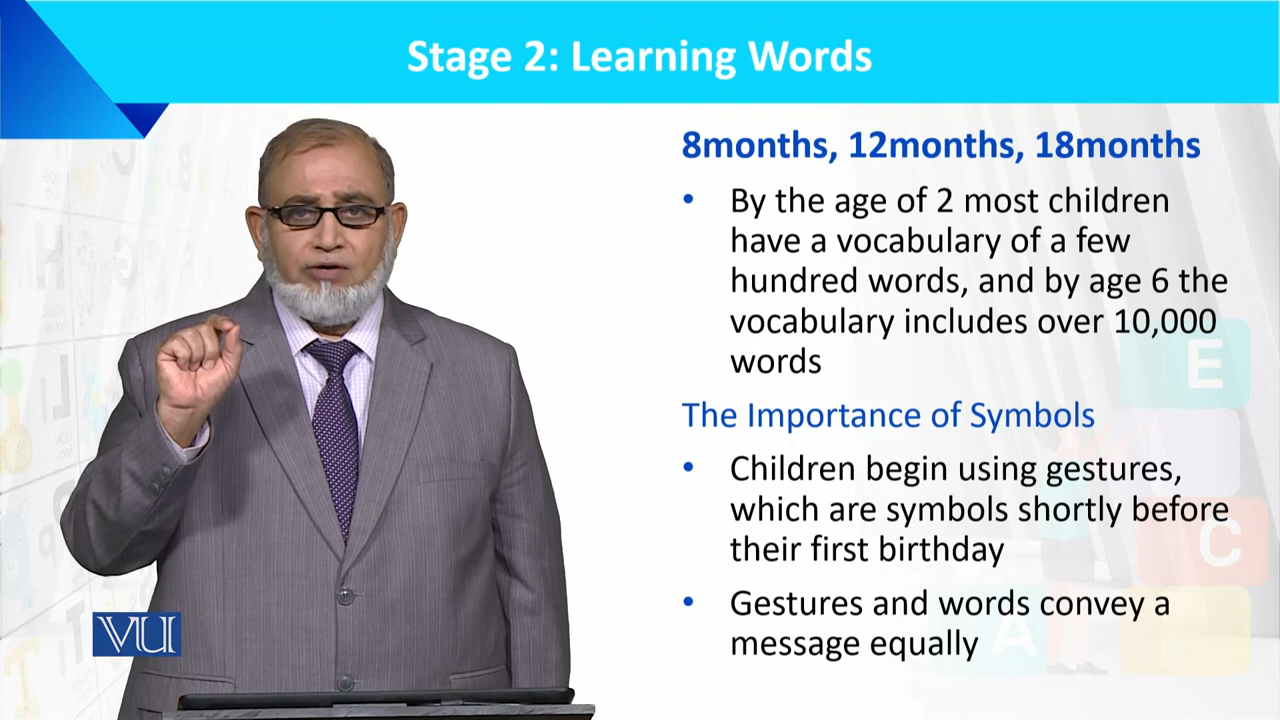 Stage 2: Learning Words
8months, 12months, 18months
• By the age of 2 most children
have a vocabulary of a few
hundred words, and by age 6 the
vocabulary includes over 10,000
words
The Importance of Symbols
• Children begin using gestures,
which are symbols shortly before
their first birthday
• Gestures and words convey a
message equally
VU
E
C
A